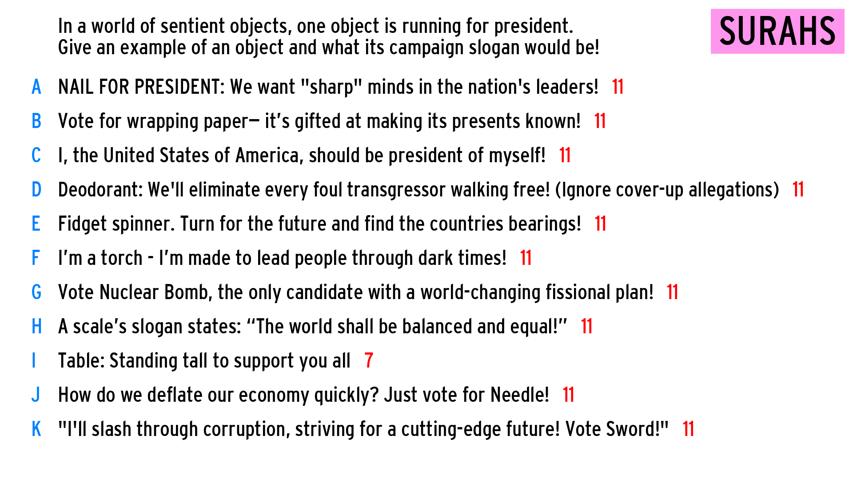 In a world of sentient objects, one object is running for president.
Give an example of an object and what its campaign slogan would be!
SURAHS
A NAIL FOR PRESIDENT: We want "sharp" minds in the nation's leaders! 11
B Vote for wrapping paper— it’s gifted at making its presents known! 11
C I, the United States of America, should be president of myself! 11
D Deodorant: We'll eliminate every foul transgressor walking free! (Ignore cover-up allegations) 11
E Fidget spinner. Turn for the future and find the countries bearings! 11
F I’m a torch - I’m made to lead people through dark times! 11
G Vote Nuclear Bomb, the only candidate with a world-changing fissional plan! 11
H A scale’s slogan states: “The world shall be balanced and equal!” 11
I Table: Standing tall to support you all 7
J How do we deflate our economy quickly? Just vote for Needle! 11
K "I'll slash through corruption, striving for a cutting-edge future! Vote Sword!" 11